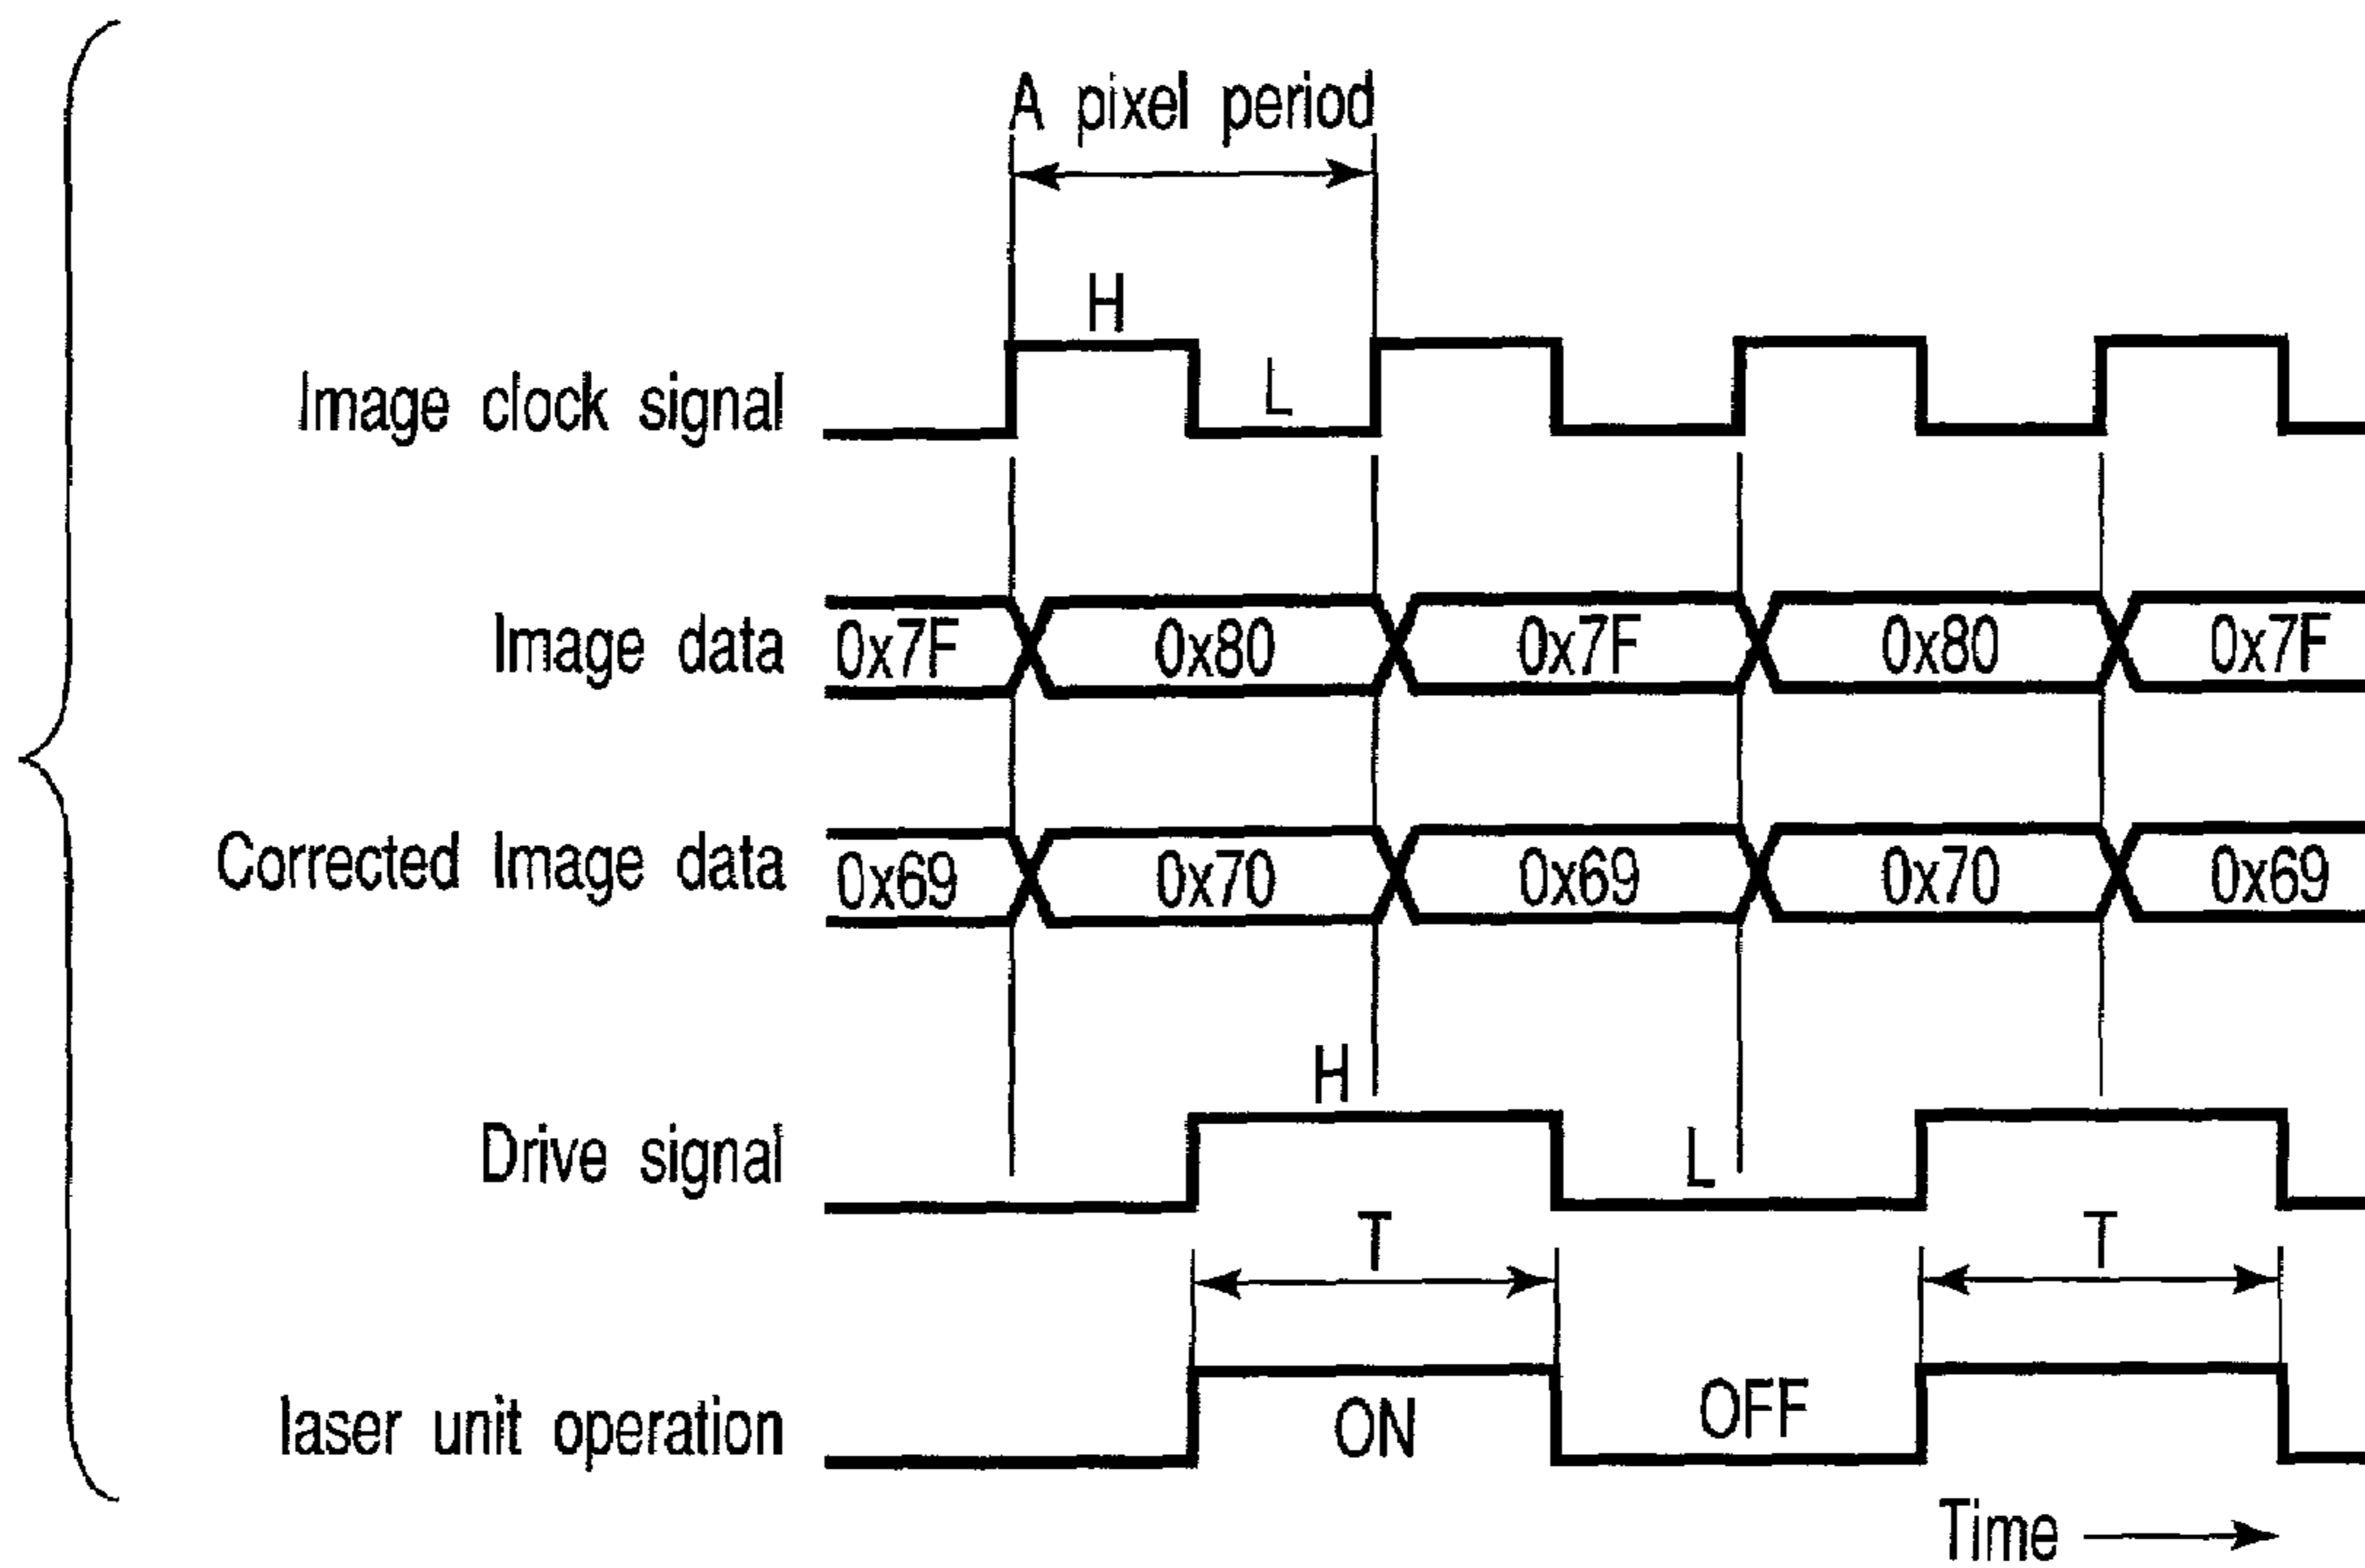 A pixel period
H
Image clock signal
L
Image data
0x7F 0x80 0x7F 0x80 0x7F
Corrected Image data
0x69 0x70 0x69 0x70 0x69
H
Drive signal
L
T T
laser unit operation
ON OFF
Time